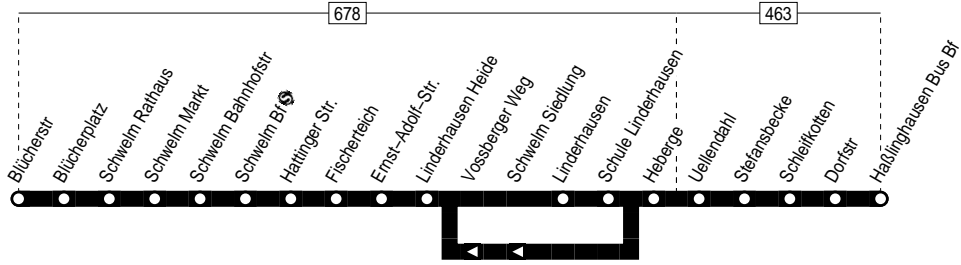 678
463
Blücherstr
Blücherplatz
Schwelm Rathaus
Schwelm Markt
Schwelm Bahnhofstr
Schwelm Bf S
Hattinger Str.
Fischerteich
Ernst-Adolf-Str.
Linderhausen Heide
Vossberger Weg
Schwelm Siedlung
Linderhausen
Schule Linderhausen
Heberge
Uellendahl
Stefansbecke
Schleifkotten
Dorfstr
Haßlinghausen Bus Bf